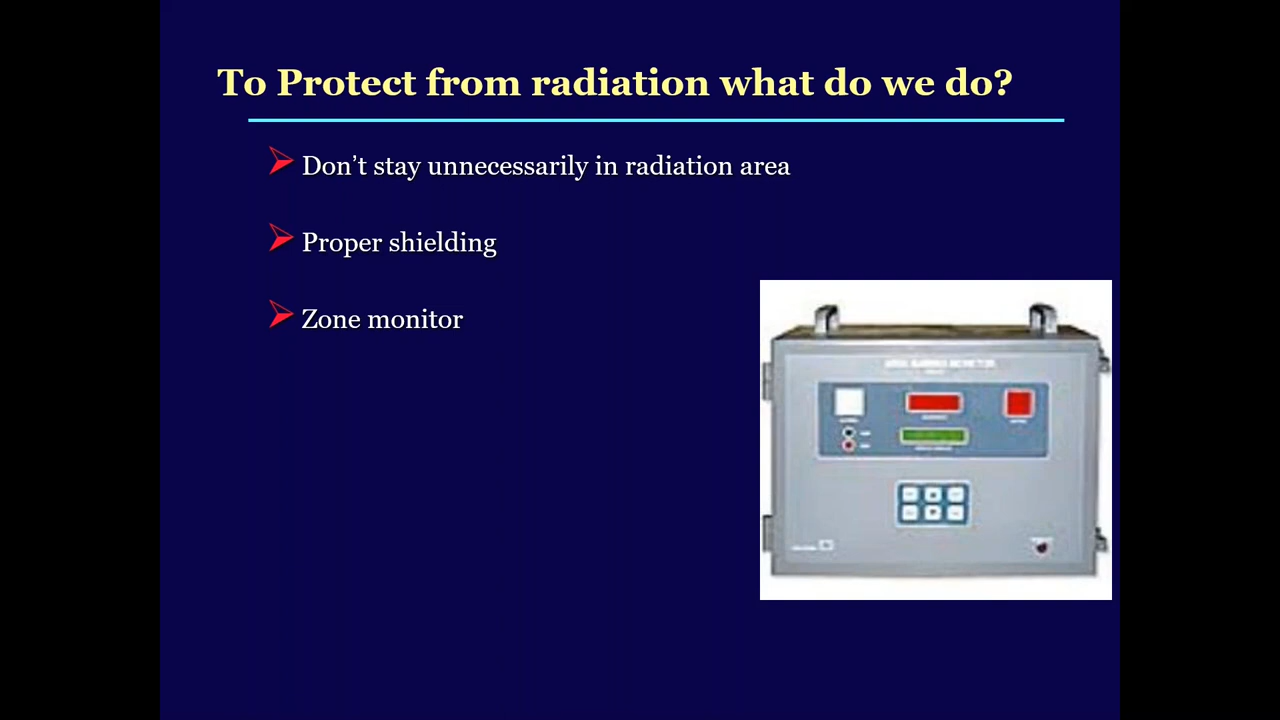 To Protect from radiation what do we do?
Don’t stay unnecessarily in radiation area
Proper shielding
Zone monitor